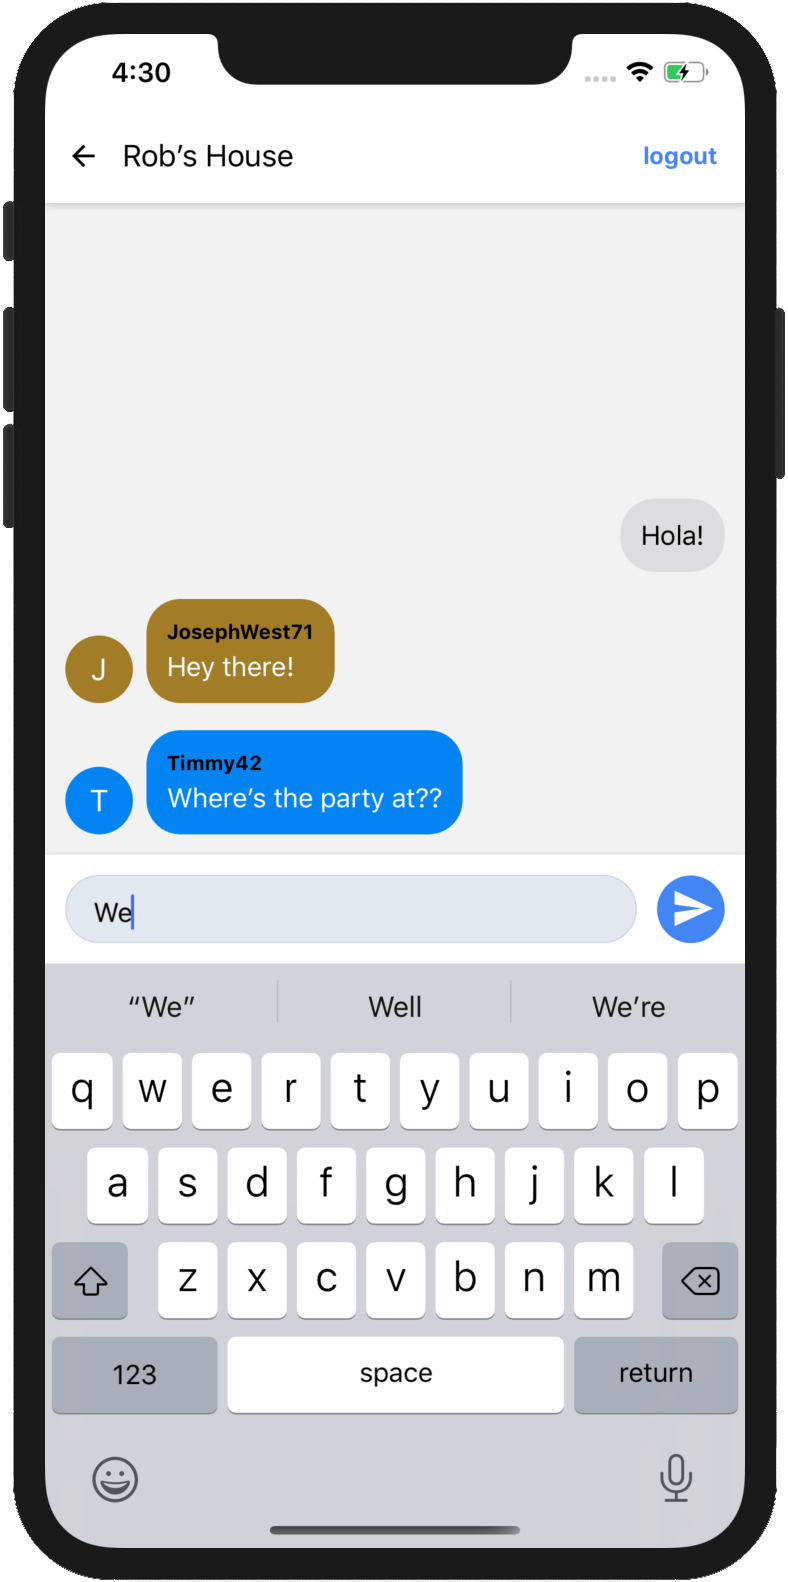 4:30
Rob’s House
logout
Hola!
JosephWest71
J
Hey there!
Timmy42
T
Where’s the party at??
We
“We” Well We’re
q w e r t y u i o p
a s d f g h j k l
z x c v b n m
123 space return